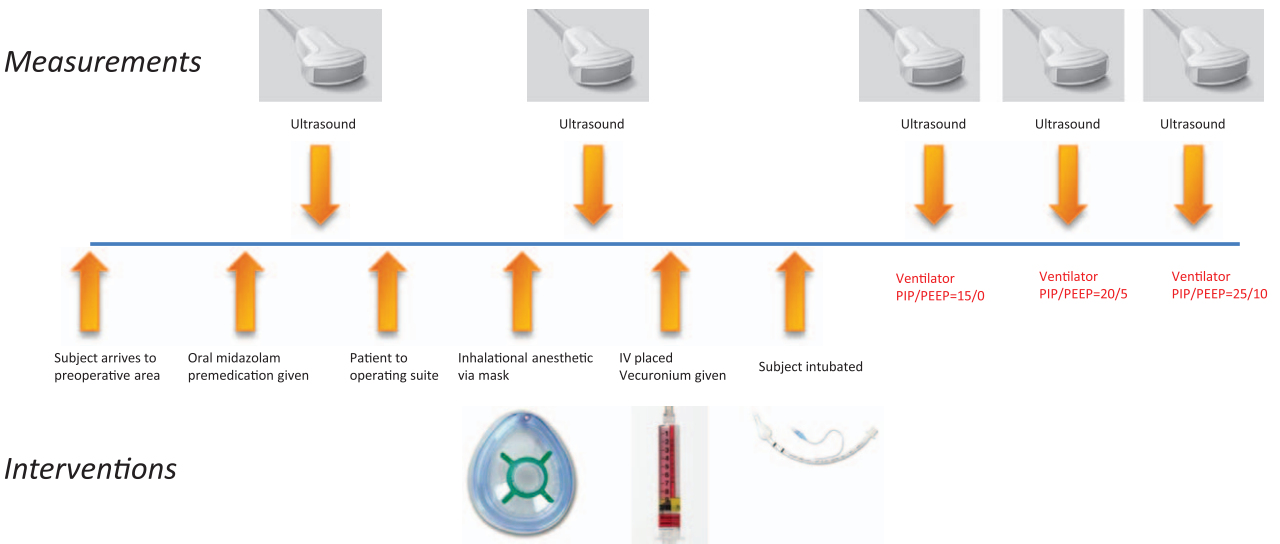 Measurements
Ultrasound
Ultrasound
Ultrasound
Ultrasound
Ultrasound
Ventilator
PIP/PEEP=15/0
Ventilator
PIP/PEEP=20/5
Ventilator
PIP/PEEP=25/10
Subject arrives to
preoperative area
Oral midazolam
premedication given
Patient to
operating suite
Inhalational anesthetic
via mask
IV placed
Vecuronium given
Subject intubated
Interventions